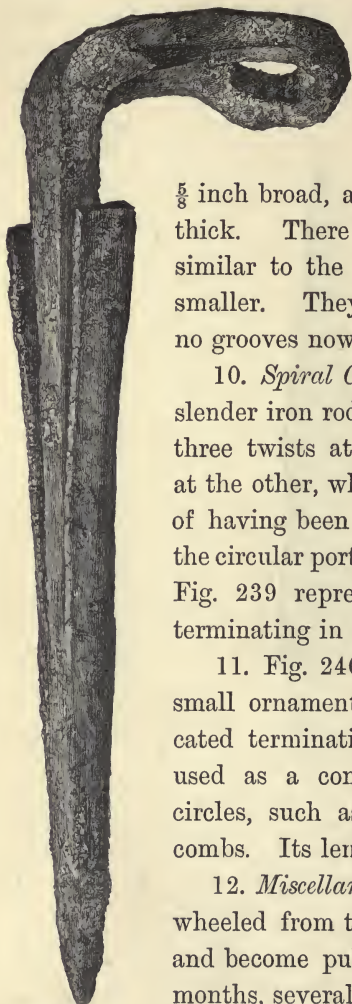 ⅝ inch broad, a
thick. There
similar to the
smaller. They
no grooves now
10. Spiral
slender iron rod
three twists at
at the other, wh
of having been
the circular port
Fig. 239 repre
terminating in
11. Fig. 240
small ornament
cated terminati
used as a con
circles, such as
combs. Its len
12. Miscellan
wheeled from t
and become pu
months, several